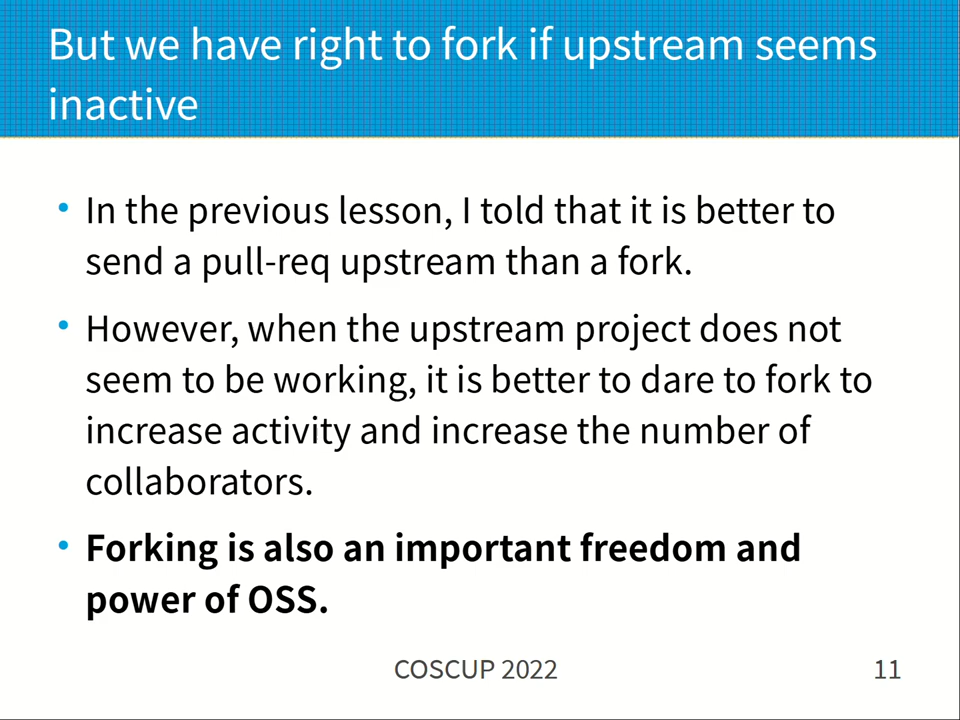 But we have right to fork if upstream seems
inactive
• In the previous lesson, I told that it is better to
send a pull-req upstream than a fork.
• However, when the upstream project does not
seem to be working, it is better to dare to fork to
increase activity and increase the number of
collaborators.
• Forking is also an important freedom and
power of OSS.
COSCUP 2022
11